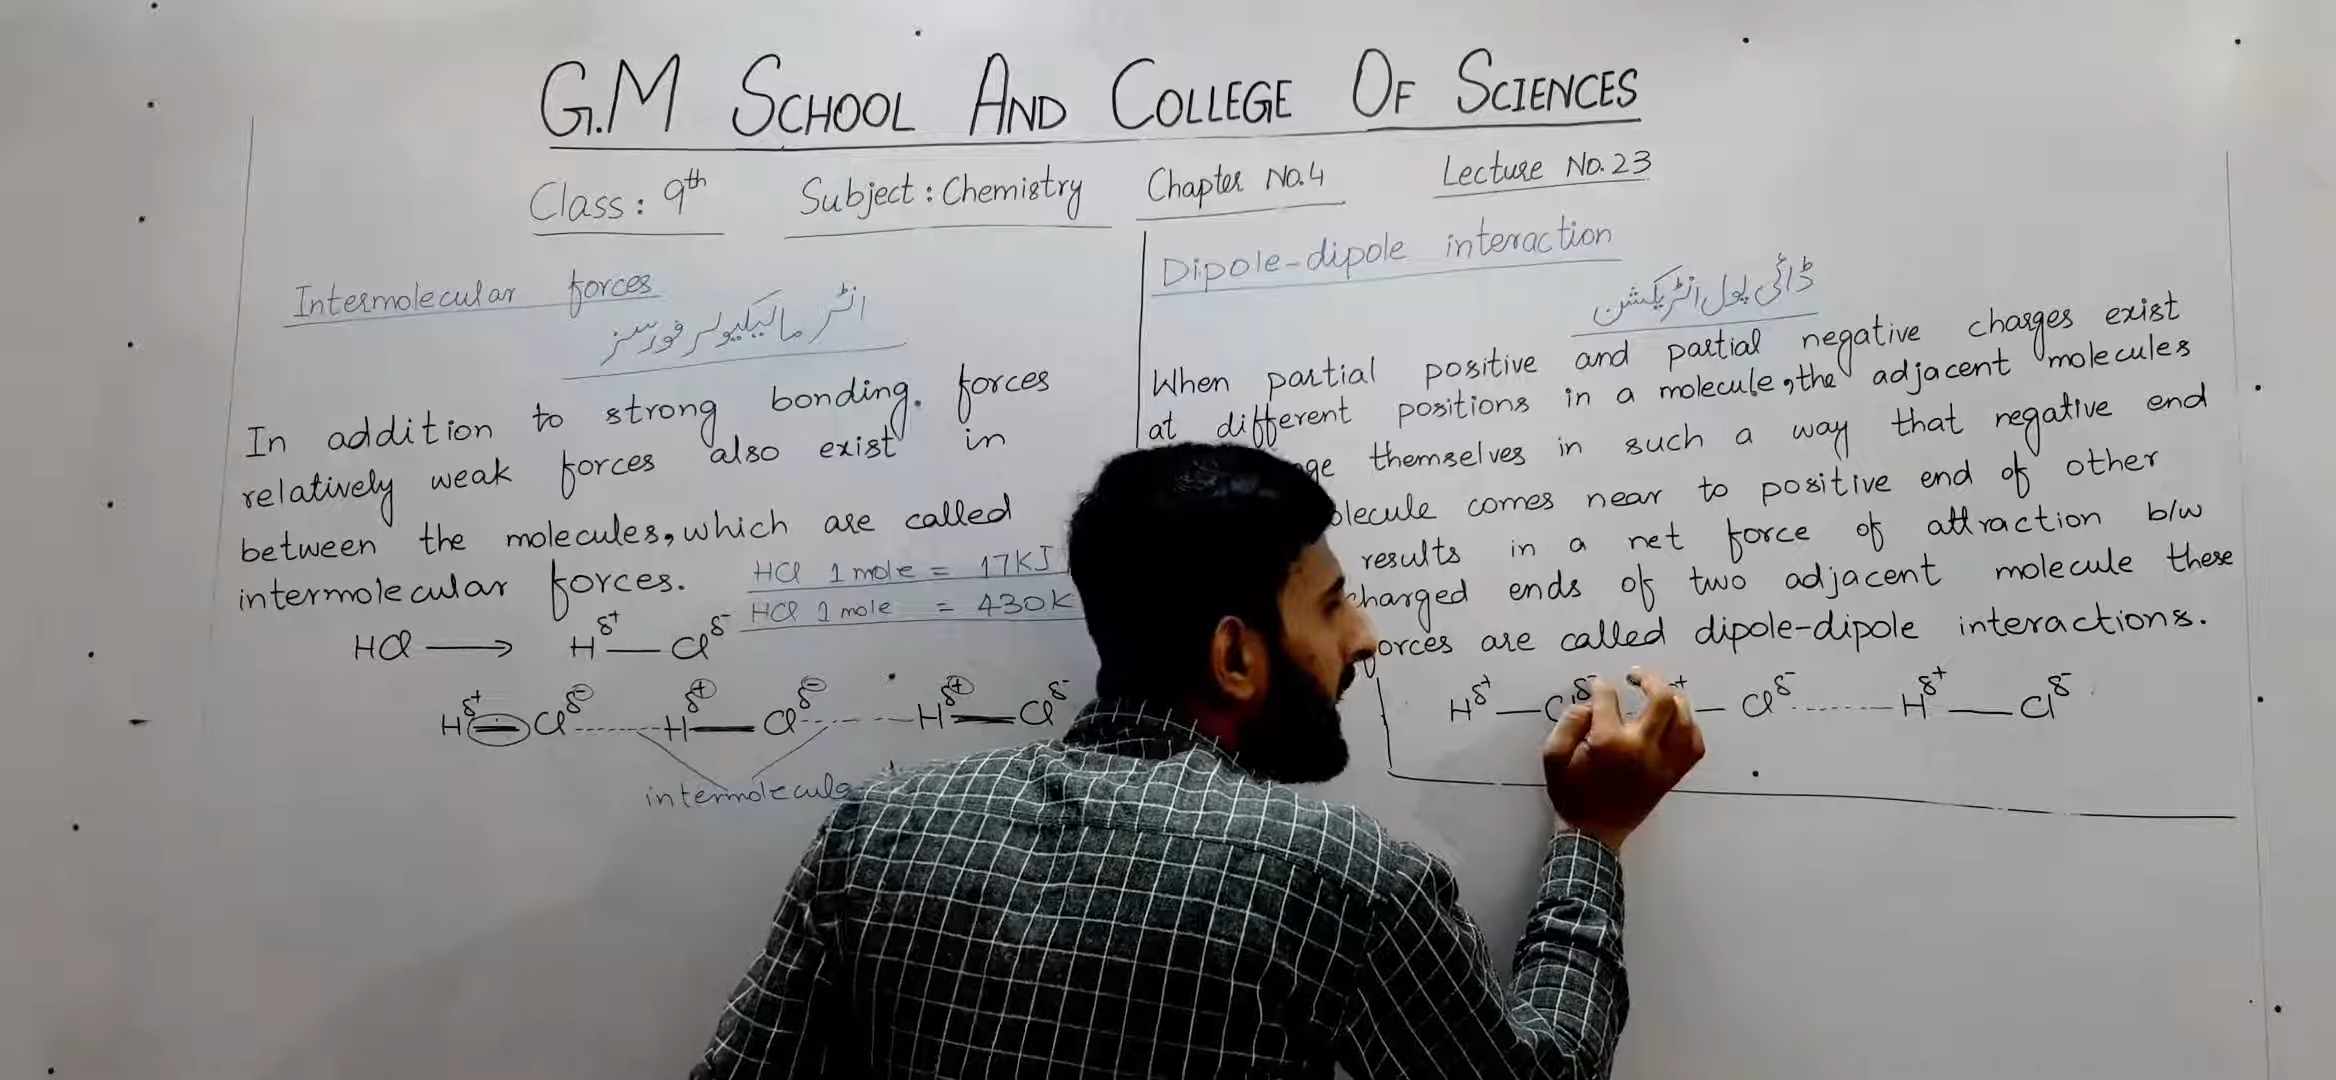 G.M SCHOOL AND COLLEGE OF SCIENCES
Class: 9th Subject: Chemistry Chapter No.4 Lecture No.23
Intermolecular forces
انٹر مالیکیولر فورسز
In addition to strong bonding. forces
relatively weak forces also exist in
between the molecules, which are called
intermolecular forces.
HCl 1 mole = 17KJ
HCl 1 mole = 430K
HCl ⟶ Hδ+ — Clδ-
Hδ+ — Clδ- ...... Hδ+ — Clδ- ...... Hδ+ — Clδ-
Dipole-dipole interaction
ڈائی پول انٹریکشن
When partial positive and partial negative charges exist
at different positions in a molecule, the adjacent molecules
themselves in such a way that negative end
comes near to positive end of other
results in a net force of attraction b/w
charged ends of two adjacent molecule these
forces are called dipole-dipole interactions.
Hδ+ — Clδ- — Clδ- ...... Hδ+ — Clδ-